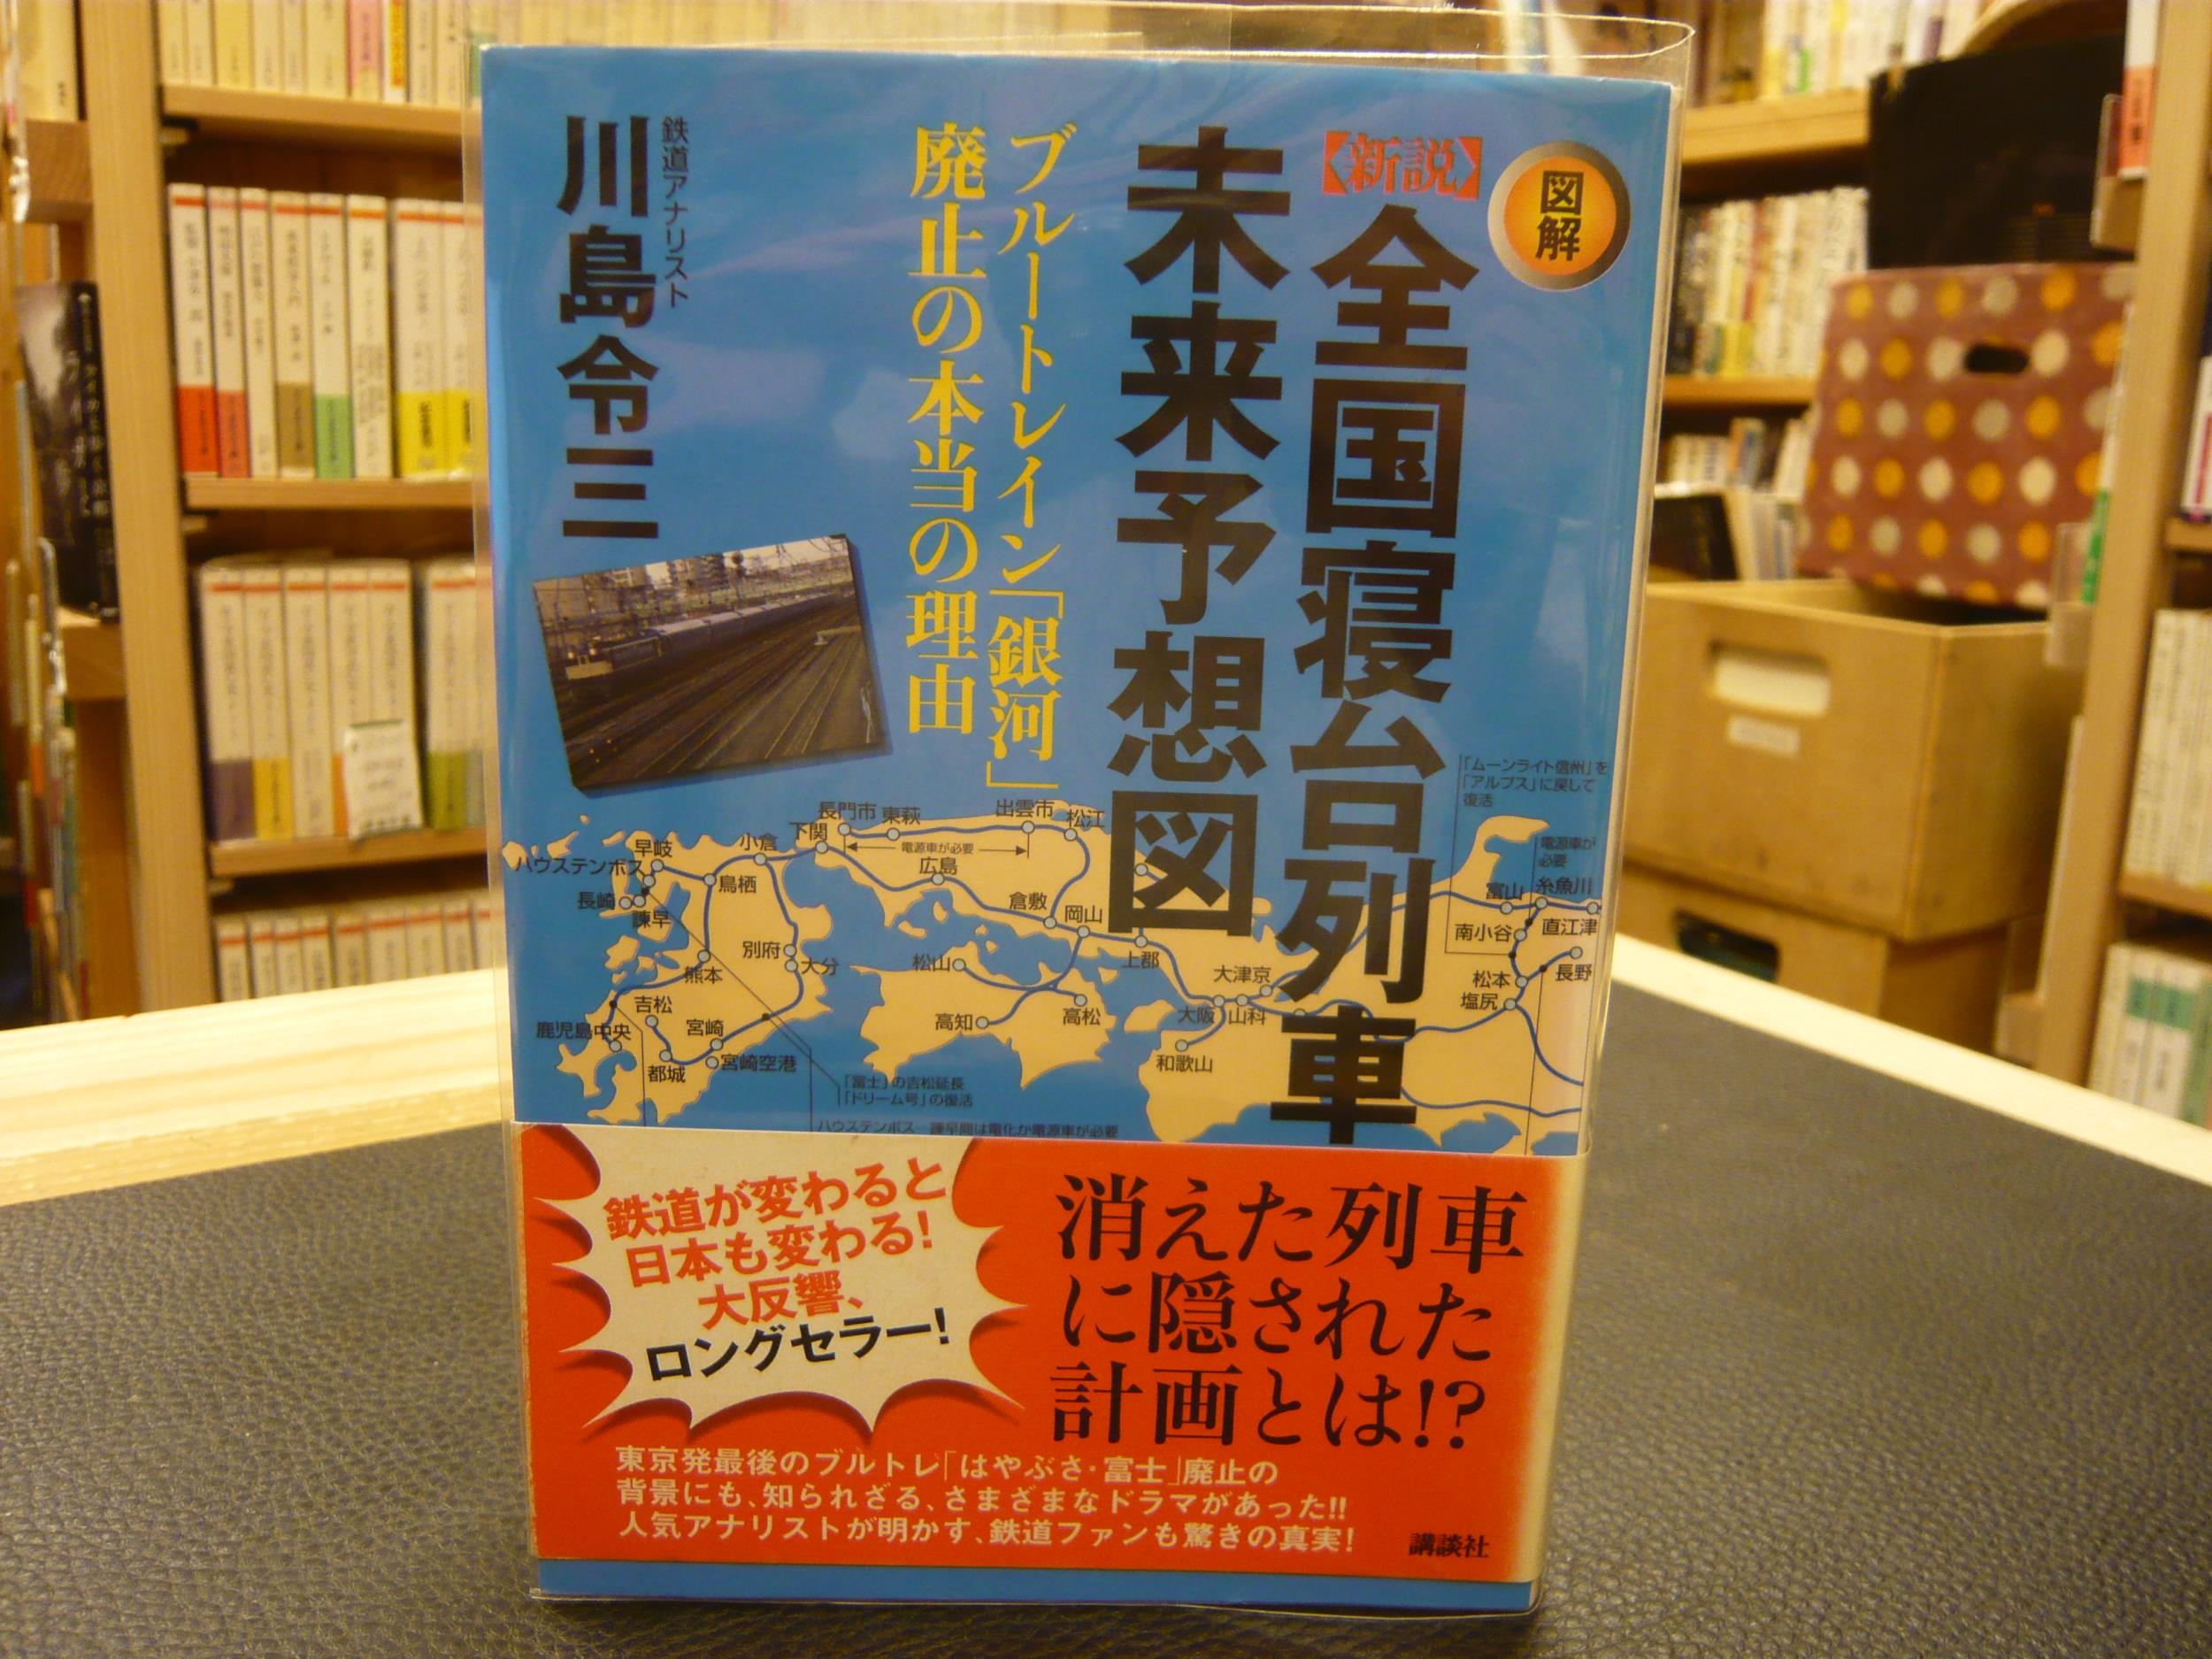 図解
【新説】
全国寝台列車
未来予想図
ブルートレイン「銀河」
廃止の本当の理由
鉄道アナリスト
川島令三
「ムーンライト信州」を
「アルプス」に戻して
復活
電源車が
必要
長門市
東萩
出雲市
松江
下関
小倉
電源車が必要
早岐
ハウステンボス
鳥栖
広島
長崎
諫早
倉敷
岡山
富山
糸魚川
南小谷
直江津
別府
大分
松山
上郡
大津京
松本
長野
熊本
塩尻
吉松
鹿児島中央
宮崎
高知
高松
大阪
山科
都城
宮崎空港
和歌山
「富士」の吉松延長
「ドリーム号」の復活
ハウステンボス―諫早間は電化か電源車が必要
鉄道が変わると
日本も変わる!
大反響、
ロングセラー!
消えた列車
に隠された
計画とは!?
東京発最後のブルトレ「はやぶさ・富士」廃止の
背景にも、知られざる、さまざまなドラマがあった!!
人気アナリストが明かす、鉄道ファンも驚きの真実!
講談社